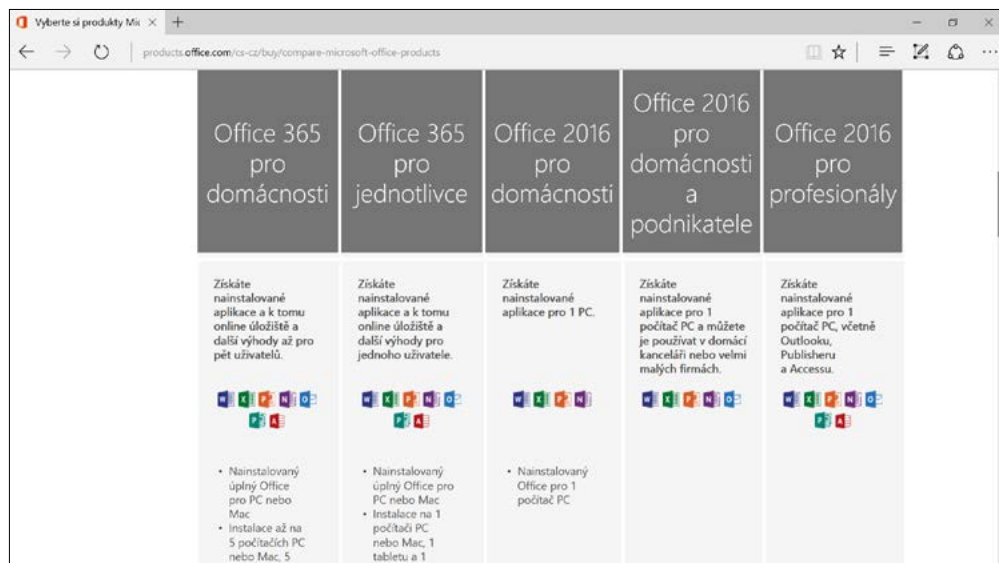 Vyberte si produkty Mic
products.office.com/cs-cz/buy/compare-microsoft-office-products
Office 365
pro
domácnosti
Office 365
pro
jednotlivce
Office 2016
pro
domácnosti
Office 2016
pro
domácnosti
a
podnikatele
Office 2016
pro
profesionály
Získáte
nainstalované
aplikace a k tomu
online úložiště a
další výhody až pro
pět uživatelů.
Získáte
nainstalované
aplikace a k tomu
online úložiště a
další výhody pro
jednoho uživatele.
Získáte
nainstalované
aplikace pro 1 PC.
Získáte
nainstalované
aplikace pro 1
počítač PC a můžete
je používat v domácí
kanceláři nebo velmi
malých firmách.
Získáte
nainstalované
aplikace pro 1
počítač PC, včetně
Outlooku,
Publisheru
a Accessu.
• Nainstalovaný
úplný Office
pro PC nebo
Mac
• Instalace až na
5 počítačích PC
nebo Mac, 5
• Nainstalovaný
úplný Office pro
PC nebo Mac
• Instalace na 1
počítači PC
nebo Mac, 1
tabletu a 1
• Nainstalovaný
Office pro 1
počítač PC